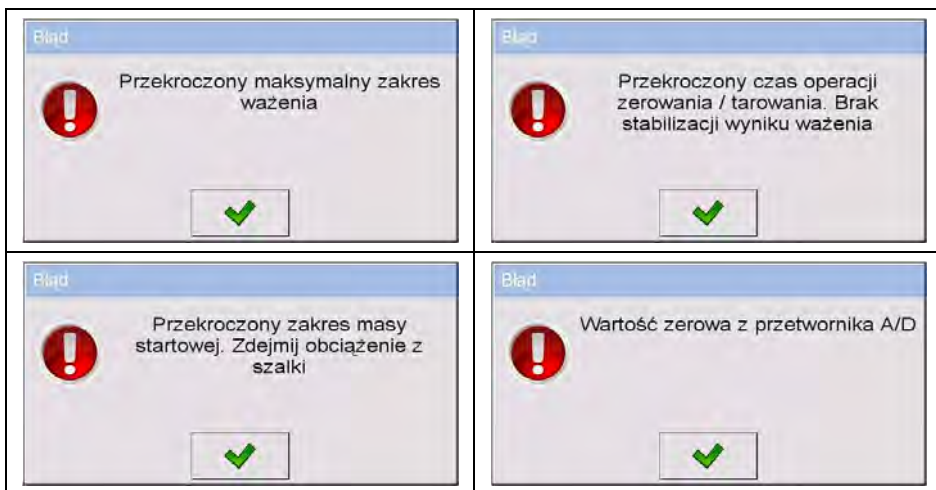 Błąd
Przekroczony maksymalny zakres
ważenia
Błąd
Przekroczony czas operacji
zerowania / tarowania. Brak
stabilizacji wyniku ważenia
Błąd
Przekroczony zakres masy
startowej. Zdejmij obciążenie z
szalki
Błąd
Wartość zerowa z przetwornika A/D